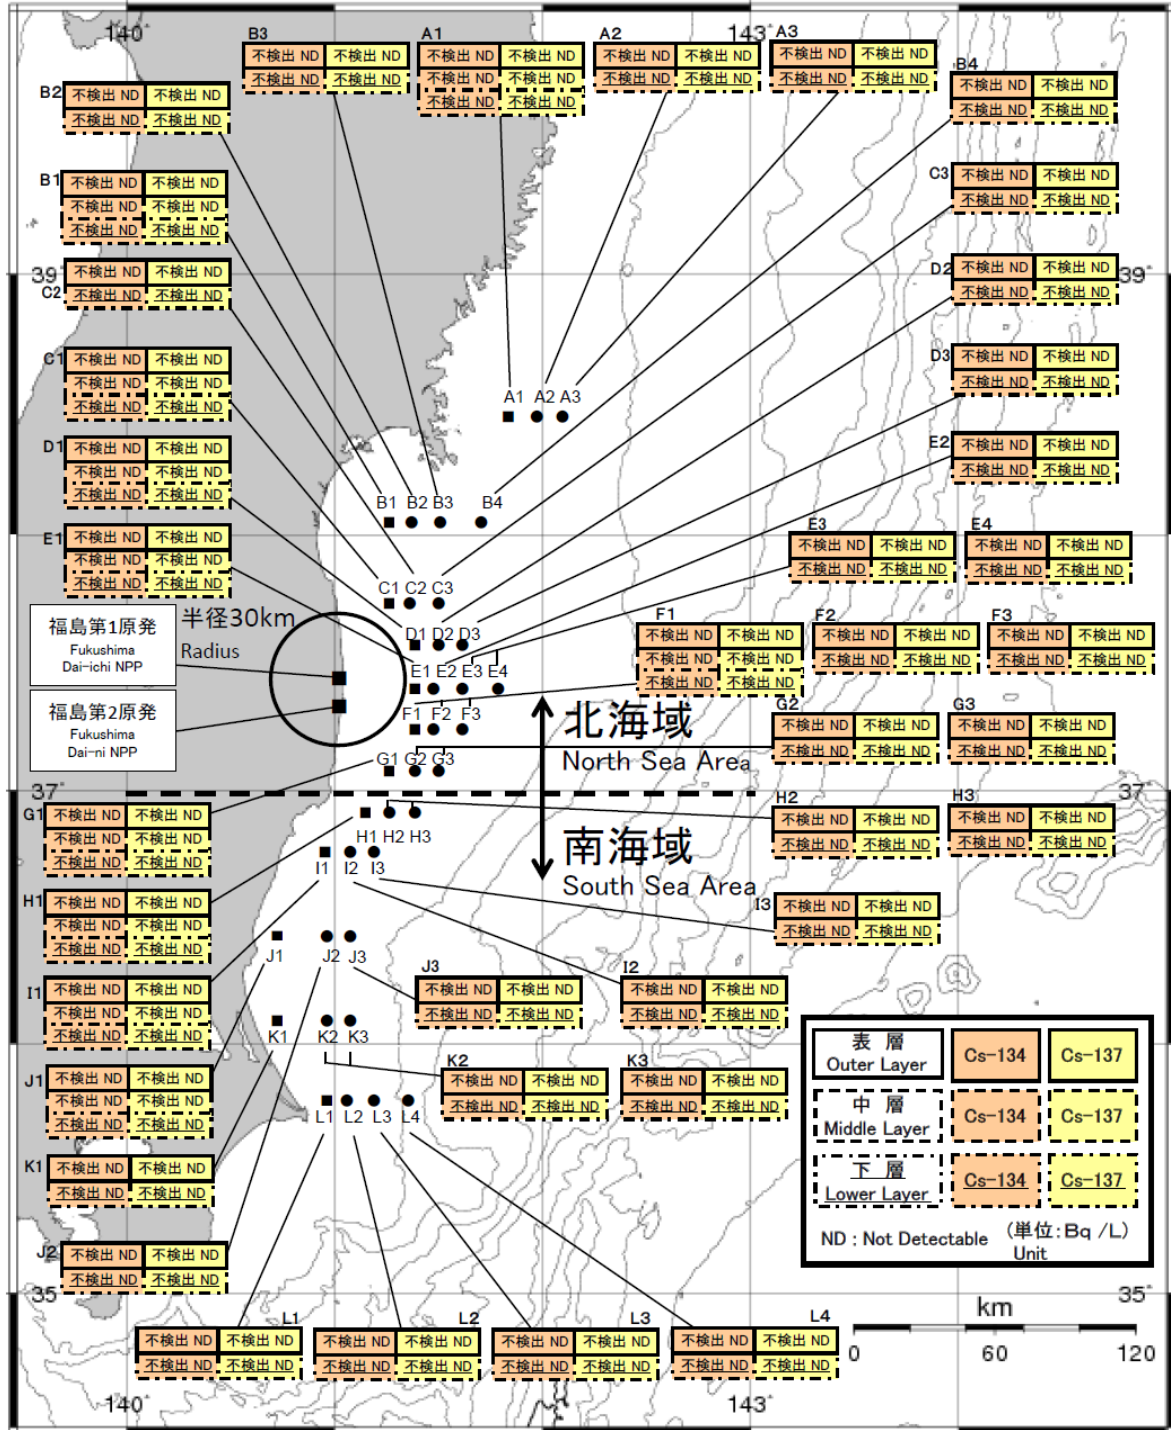 140°
143°
B3
不検出 ND 不検出 ND
不検出 ND 不検出 ND
A1
不検出 ND 不検出 ND
不検出 ND 不検出 ND
不検出 ND 不検出 ND
A2
不検出 ND 不検出 ND
不検出 ND 不検出 ND
A3
不検出 ND 不検出 ND
不検出 ND 不検出 ND
B4
不検出 ND 不検出 ND
不検出 ND 不検出 ND
B2
不検出 ND 不検出 ND
不検出 ND 不検出 ND
B1
不検出 ND 不検出 ND
不検出 ND 不検出 ND
不検出 ND 不検出 ND
C3
不検出 ND 不検出 ND
不検出 ND 不検出 ND
39°
39°
C2
不検出 ND 不検出 ND
不検出 ND 不検出 ND
D2
不検出 ND 不検出 ND
不検出 ND 不検出 ND
C1
不検出 ND 不検出 ND
不検出 ND 不検出 ND
不検出 ND 不検出 ND
D3
不検出 ND 不検出 ND
不検出 ND 不検出 ND
A1 A2 A3
D1
不検出 ND 不検出 ND
不検出 ND 不検出 ND
不検出 ND 不検出 ND
E2
不検出 ND 不検出 ND
不検出 ND 不検出 ND
B1 B2 B3 B4
E1
不検出 ND 不検出 ND
不検出 ND 不検出 ND
不検出 ND 不検出 ND
E3
不検出 ND 不検出 ND
不検出 ND 不検出 ND
E4
不検出 ND 不検出 ND
不検出 ND 不検出 ND
C1 C2 C3
福島第1原発
Fukushima
Dai-ichi NPP
半径30km
Radius
D1 D2 D3
F1
不検出 ND 不検出 ND
不検出 ND 不検出 ND
不検出 ND 不検出 ND
F2
不検出 ND 不検出 ND
不検出 ND 不検出 ND
F3
不検出 ND 不検出 ND
不検出 ND 不検出 ND
E1 E2 E3 E4
福島第2原発
Fukushima
Dai-ni NPP
F1 F2 F3
北海域
North Sea Area
G2
不検出 ND 不検出 ND
不検出 ND 不検出 ND
G3
不検出 ND 不検出 ND
不検出 ND 不検出 ND
G1 G2 G3
37°
37°
G1
不検出 ND 不検出 ND
不検出 ND 不検出 ND
不検出 ND 不検出 ND
H2
不検出 ND 不検出 ND
不検出 ND 不検出 ND
H3
不検出 ND 不検出 ND
不検出 ND 不検出 ND
H1 H2 H3
南海域
South Sea Area
I1 I2 I3
H1
不検出 ND 不検出 ND
不検出 ND 不検出 ND
不検出 ND 不検出 ND
I3
不検出 ND 不検出 ND
不検出 ND 不検出 ND
J1 J2 J3
I1
不検出 ND 不検出 ND
不検出 ND 不検出 ND
不検出 ND 不検出 ND
J3
不検出 ND 不検出 ND
不検出 ND 不検出 ND
I2
不検出 ND 不検出 ND
不検出 ND 不検出 ND
K1 K2 K3
J1
不検出 ND 不検出 ND
不検出 ND 不検出 ND
不検出 ND 不検出 ND
K2
不検出 ND 不検出 ND
不検出 ND 不検出 ND
K3
不検出 ND 不検出 ND
不検出 ND 不検出 ND
L1 L2 L3 L4
K1
不検出 ND 不検出 ND
不検出 ND 不検出 ND
J2
不検出 ND 不検出 ND
不検出 ND 不検出 ND
表 層
Outer Layer
Cs-134 Cs-137
中 層
Middle Layer
Cs-134 Cs-137
下 層
Lower Layer
Cs-134 Cs-137
ND : Not Detectable (単位:Bq /L)
Unit
35°
35°
L1
不検出 ND 不検出 ND
不検出 ND 不検出 ND
L2
不検出 ND 不検出 ND
不検出 ND 不検出 ND
L3
不検出 ND 不検出 ND
不検出 ND 不検出 ND
L4
不検出 ND 不検出 ND
不検出 ND 不検出 ND
km
0 60 120
140°
143°